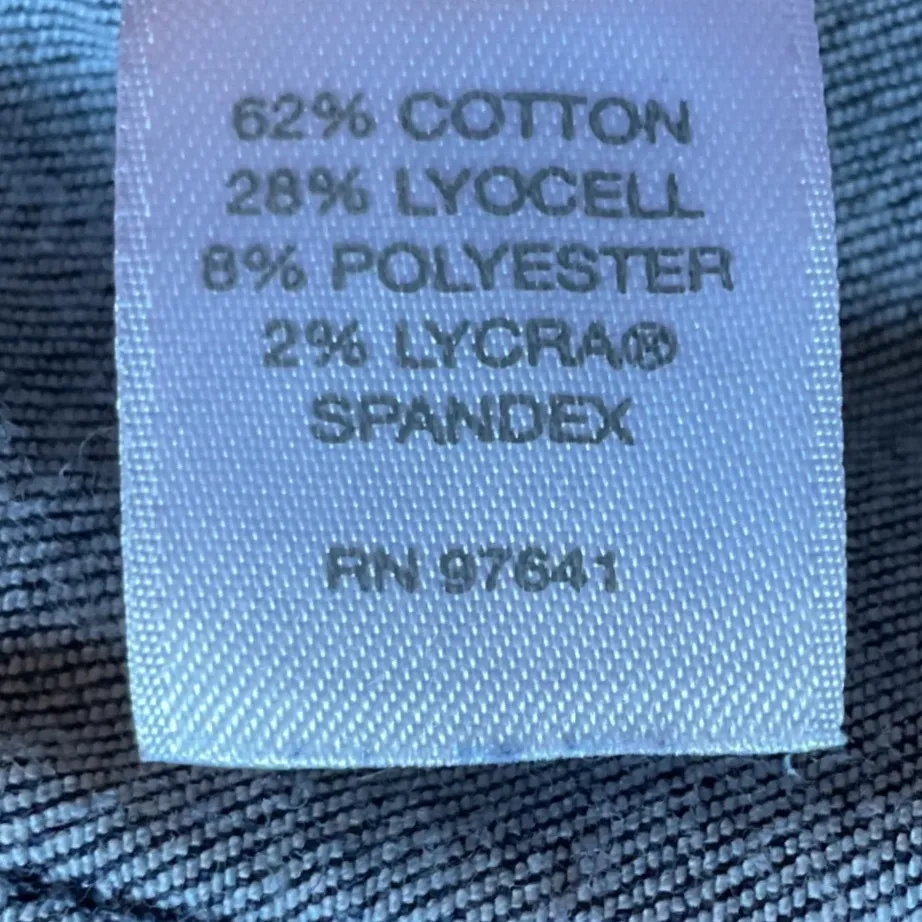 62% COTTON
28% LYOCELL
8% POLYESTER
2% LYCRA®
SPANDEX
RN 97641